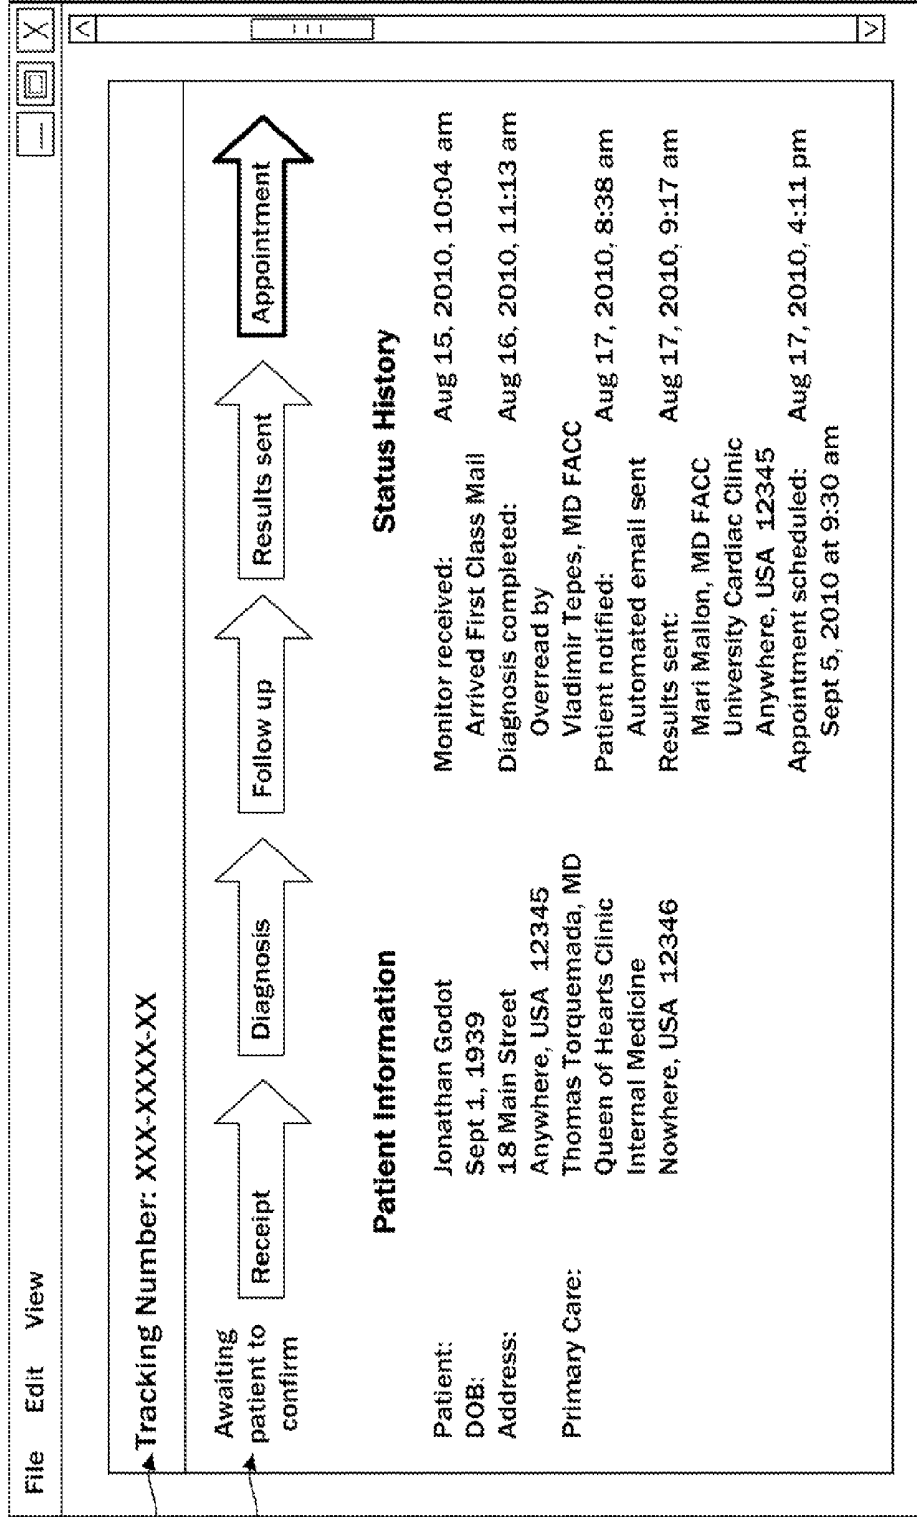 File Edit View
Tracking Number: XXX-XXXX-XX
Awaiting
patient to
confirm
Receipt
Diagnosis
Follow up
Results sent
Appointment
Patient Information
Patient: Jonathan Godot
DOB: Sept 1, 1939
Address: 18 Main Street
Anywhere, USA 12345
Primary Care: Thomas Torquemada, MD
Queen of Hearts Clinic
Internal Medicine
Nowhere, USA 12346
Status History
Monitor received: Aug 15, 2010, 10:04 am
Arrived First Class Mail
Diagnosis completed: Aug 16, 2010, 11:13 am
Overread by
Vladimir Tepes, MD FACC
Patient notified: Aug 17, 2010, 8:38 am
Automated email sent
Results sent: Aug 17, 2010, 9:17 am
Mari Mallon, MD FACC
University Cardiac Clinic
Anywhere, USA 12345
Appointment scheduled: Aug 17, 2010, 4:11 pm
Sept 5, 2010 at 9:30 am